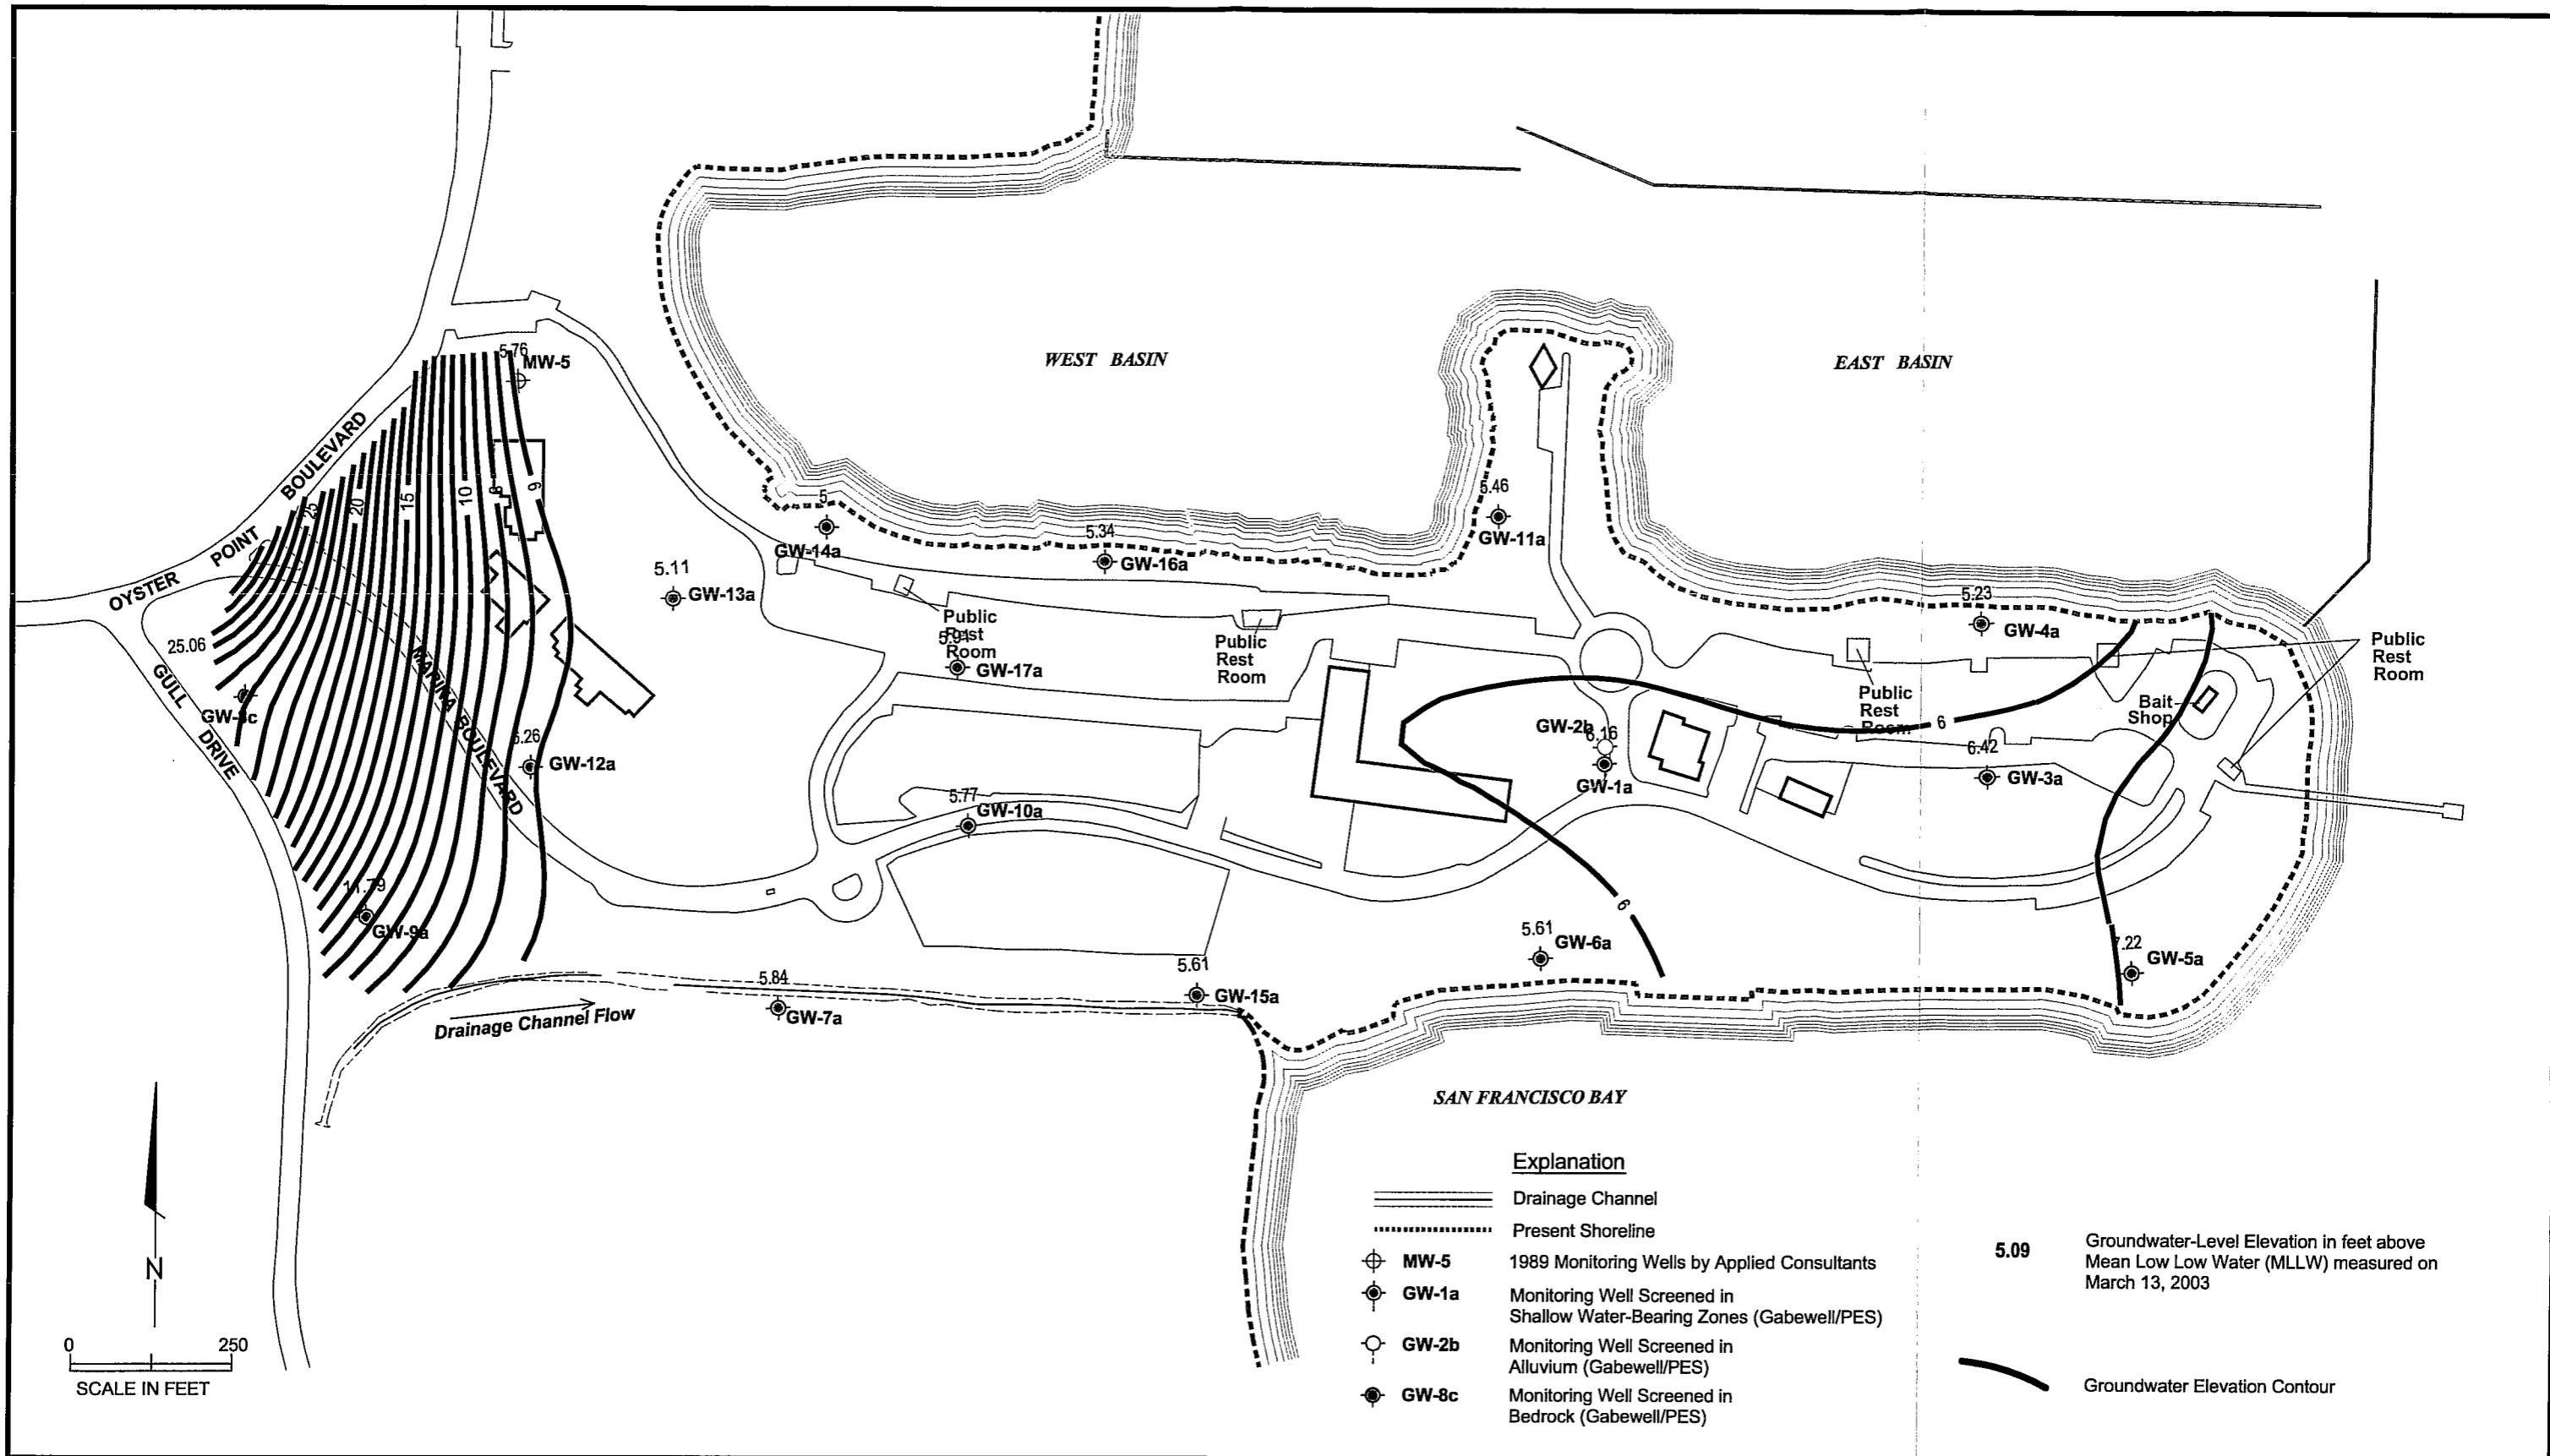 5.76
MW-5
WEST BASIN
EAST BASIN
OYSTER POINT BOULEVARD
25
20
15
10
8
6
5
GW-14a
5.34
GW-16a
5.46
GW-11a
5.11
GW-13a
5.23
GW-4a
Public
Rest
Room
GW-17a
Public
Rest
Room
Public
Rest
Room
Public
Rest
Room
Bait
Shop
25.06
GW-8c
GULL DRIVE
MARINA BOULEVARD
GW-12a
GW-2b
6.16
GW-1a
6
6.42
GW-3a
5.77
GW-10a
11.79
GW-9a
6
5.61
GW-6a
7.22
GW-5a
5.84
GW-7a
5.61
GW-15a
Drainage Channel Flow
SAN FRANCISCO BAY
N
0 250
SCALE IN FEET
Explanation
Drainage Channel
Present Shoreline
MW-5 1989 Monitoring Wells by Applied Consultants
GW-1a Monitoring Well Screened in
Shallow Water-Bearing Zones (Gabewell/PES)
GW-2b Monitoring Well Screened in
Alluvium (Gabewell/PES)
GW-8c Monitoring Well Screened in
Bedrock (Gabewell/PES)
5.09 Groundwater-Level Elevation in feet above
Mean Low Low Water (MLLW) measured on
March 13, 2003
Groundwater Elevation Contour